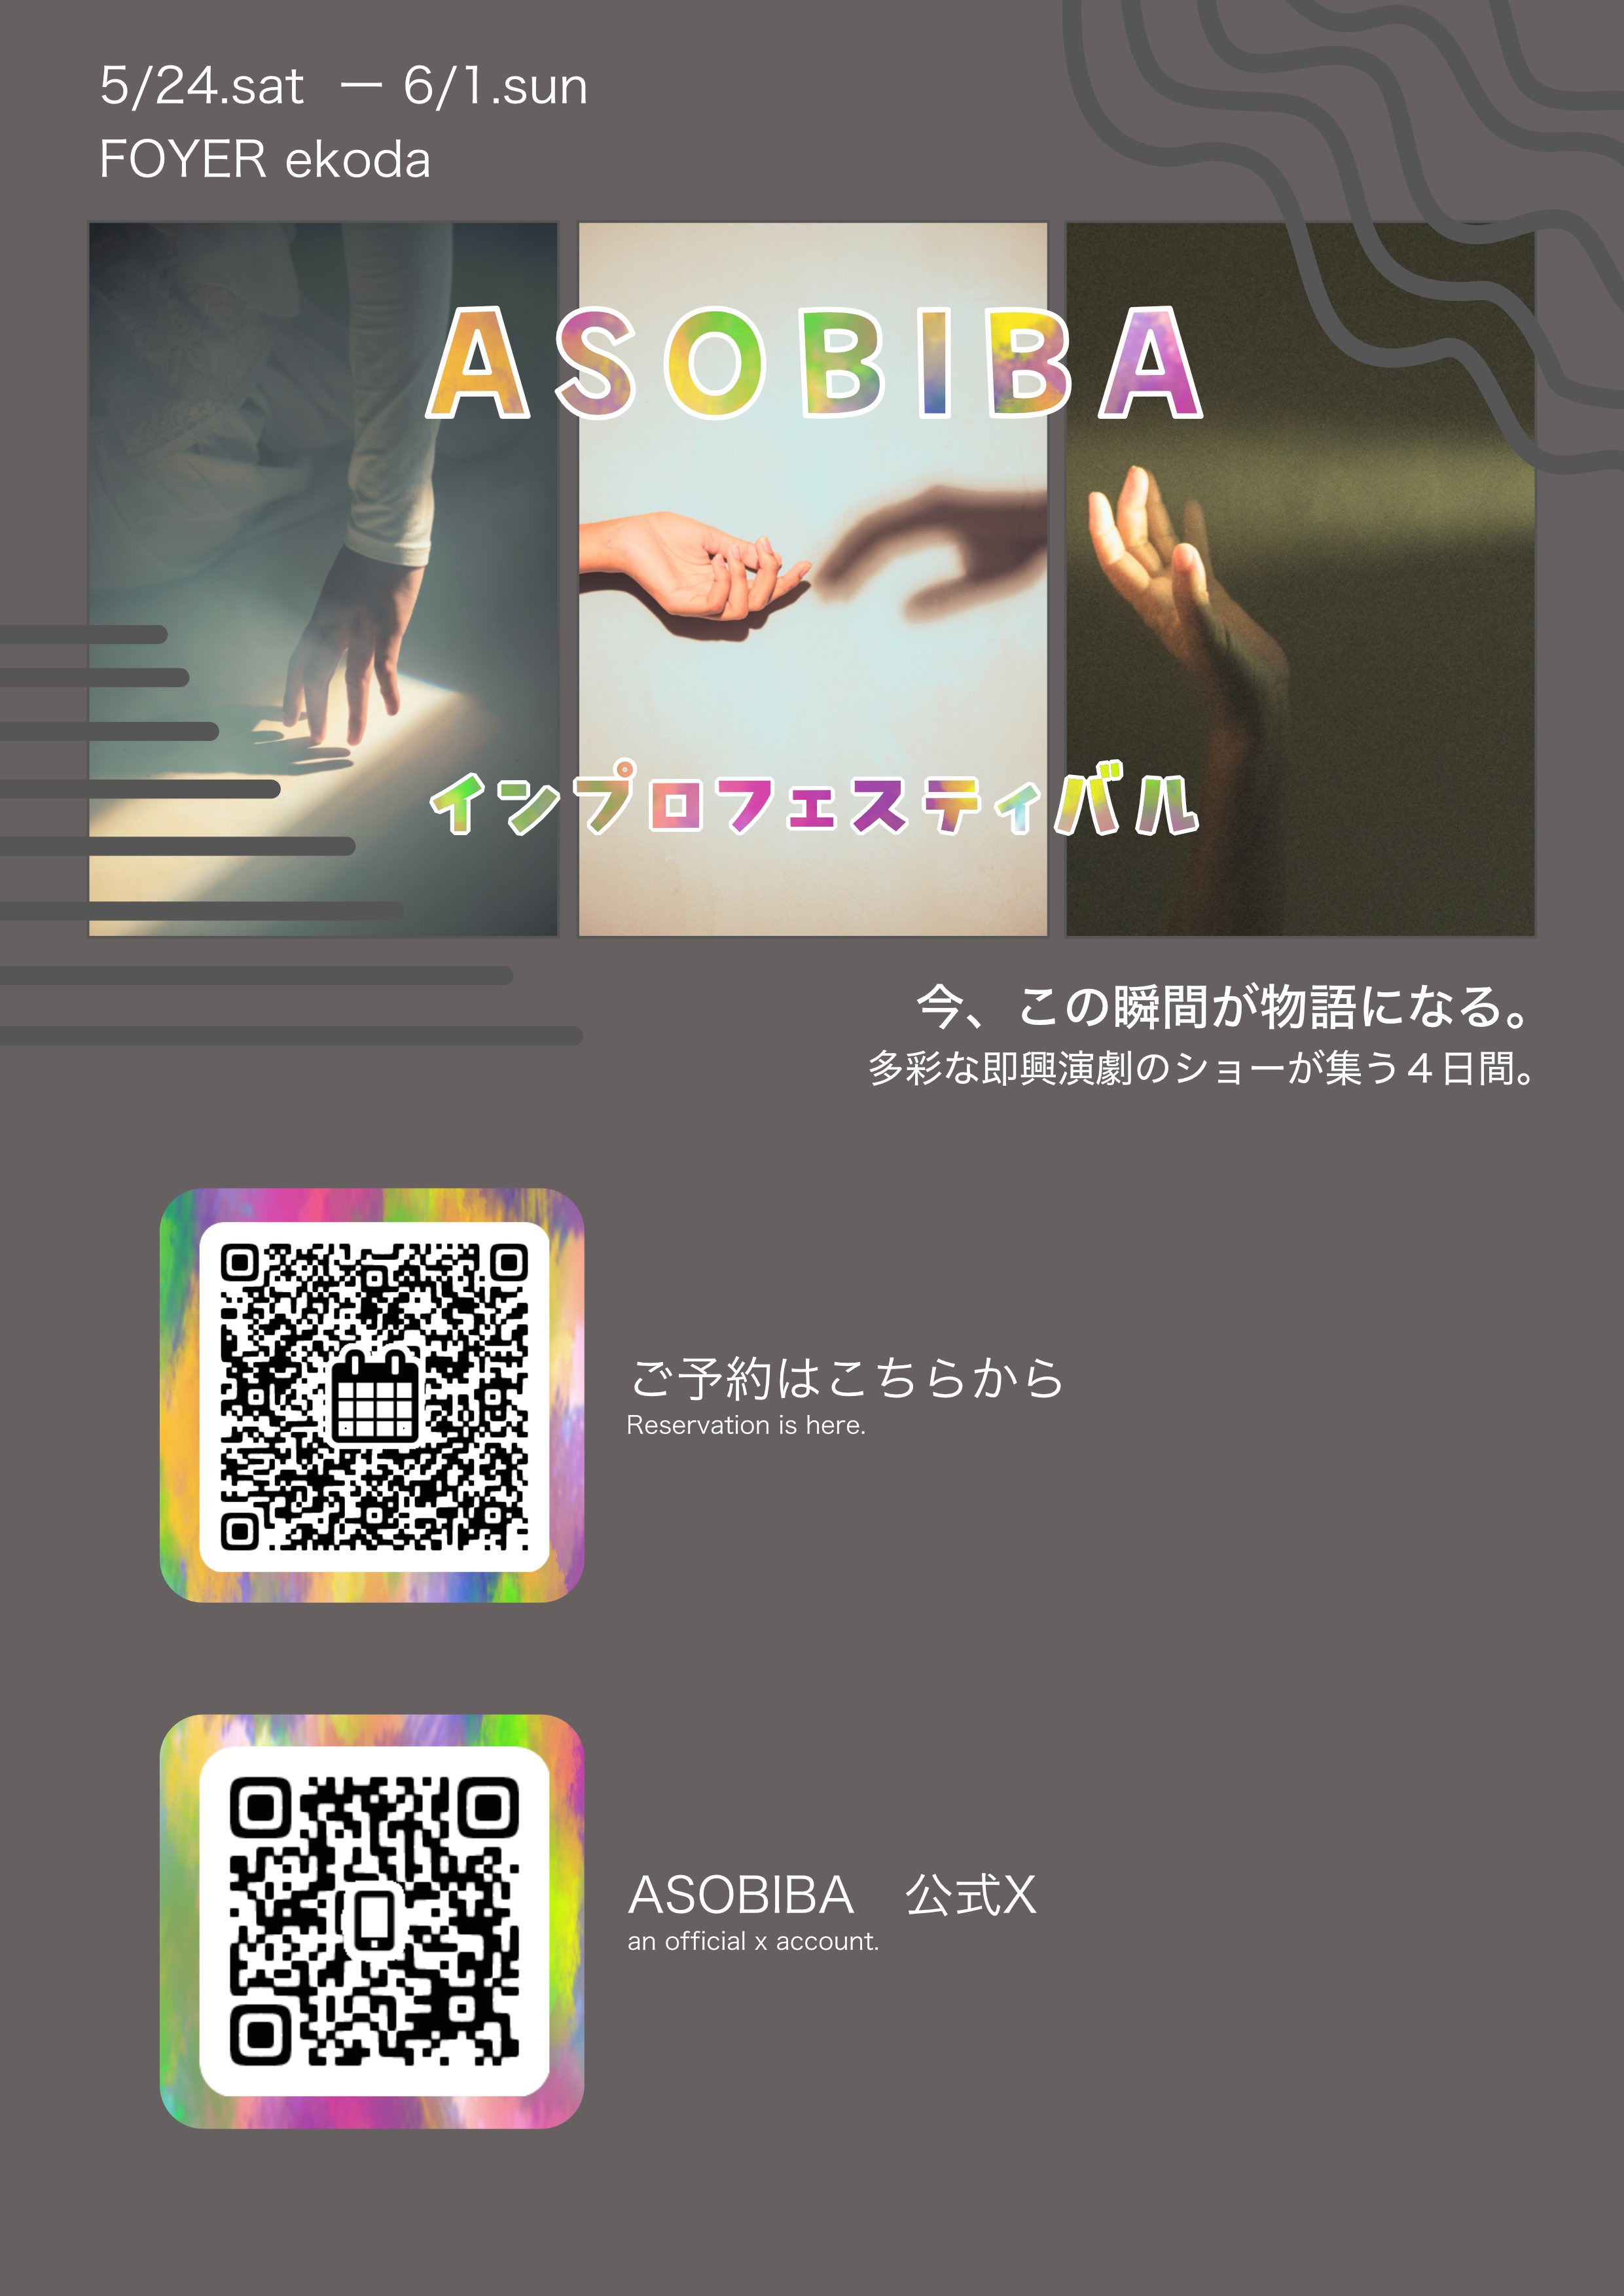 5/24.sat — 6/1.sun
FOYER ekoda
ASOBIBA
インプロフェスティバル
今、この瞬間が物語になる。
多彩な即興演劇のショーが集う４日間。
ご予約はこちらから
Reservation is here.
ASOBIBA　公式X
an official x account.